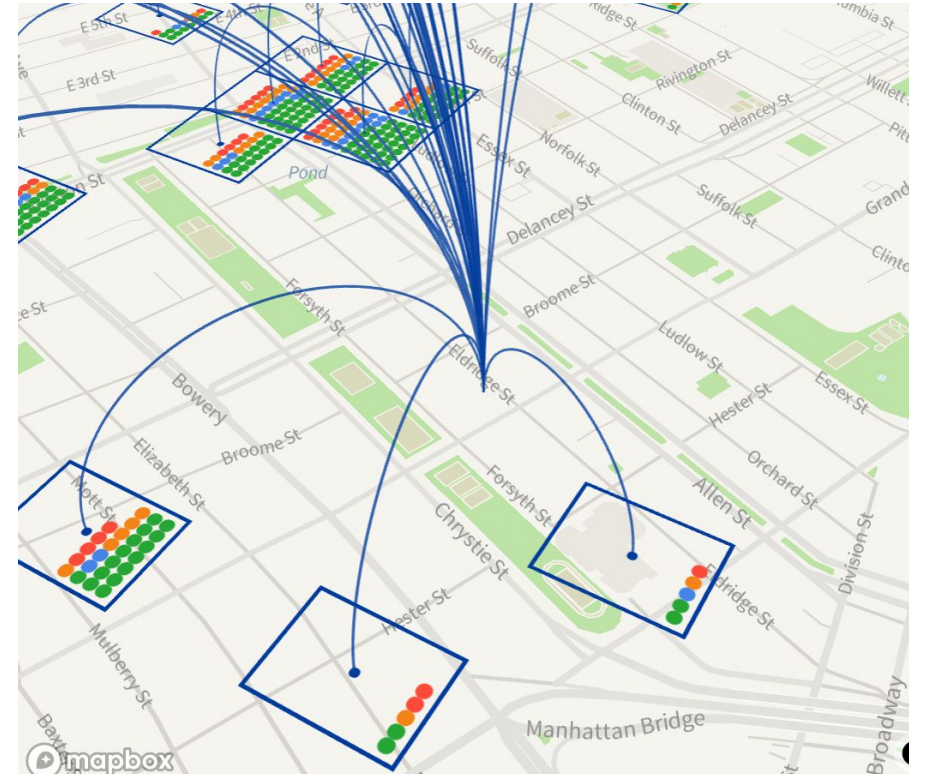 E 5th St
E 4th St
Ridge St
E 2nd St
Suffolk St
Rivington St
E 3rd St
Willett
Clinton St
Delancey St
Essex St
Norfolk St
Pond
Suffolk St
Grand
Delancey St
Clinto
Broome St
Forsyth St
Ludlow St
Eldridge St
Essex St
Bowery
Hester St
Broome St
Elizabeth St
Orchard St
Mott St
Forsyth St
Allen St
Chrystie St
Division St
Eldridge St
Hester St
Mulberry St
Manhattan Bridge
Broadway
mapbox